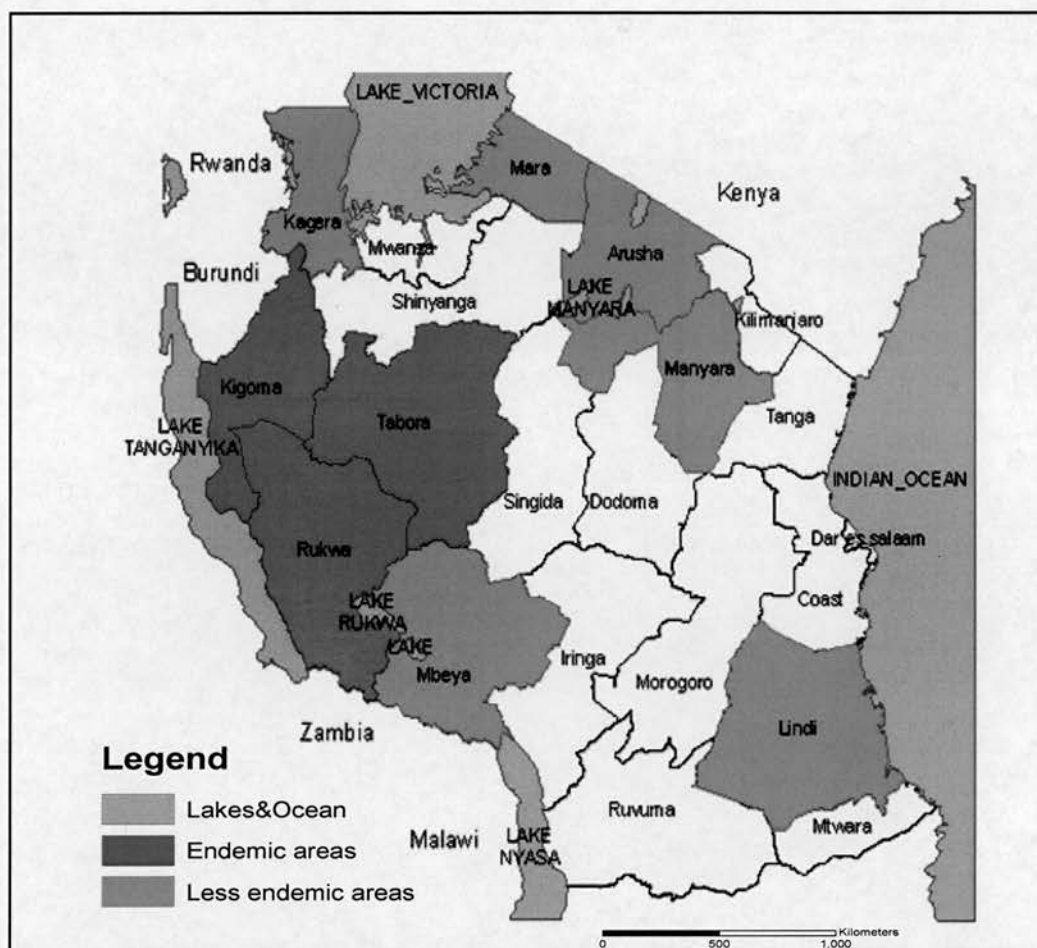 LAKE_VICTORIA
Rwanda
Mara
Kenya
Kagera
Mwanza
Arusha
Burundi
LAKE
MANYARA
Shinyanga
Kilimanjaro
Manyara
Kigoma
Tabora
Tanga
LAKE
TANGANYIKA
INDIAN_OCEAN
Singida
Dodoma
Dar es salaam
Rukwa
Coast
LAKE
RUKWA
LAKE
Iringa
Mbeya
Morogoro
Zambia
Lindi
Legend
Lakes&Ocean
Ruvuma
Mtwara
Malawi
LAKE
NYASA
Endemic areas
Less endemic areas
Kilometers
0 500 1,000